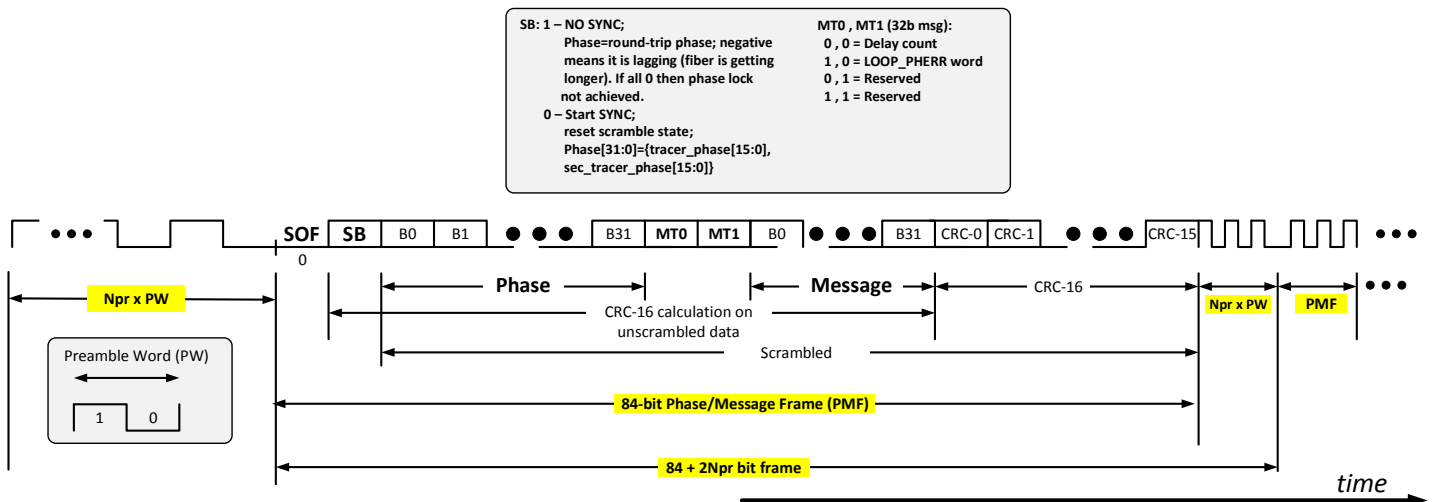 SB: 1 – NO SYNC;
Phase=round-trip phase; negative
means it is lagging (fiber is getting
longer). If all 0 then phase lock
not achieved.
0 – Start SYNC;
reset scramble state;
Phase[31:0]={tracer_phase[15:0],
sec_tracer_phase[15:0]}
MT0 , MT1 (32b msg):
0 , 0 = Delay count
1 , 0 = LOOP_PHERR word
0 , 1 = Reserved
1 , 1 = Reserved
SOF SB B0 B1 B31 MT0 MT1 B0 B31 CRC-0 CRC-1 CRC-15
0
Npr x PW
Phase
Message
CRC-16
Npr x PW
PMF
CRC-16 calculation on
unscrambled data
Scrambled
Preamble Word (PW)
1 0
84-bit Phase/Message Frame (PMF)
84 + 2Npr bit frame
time